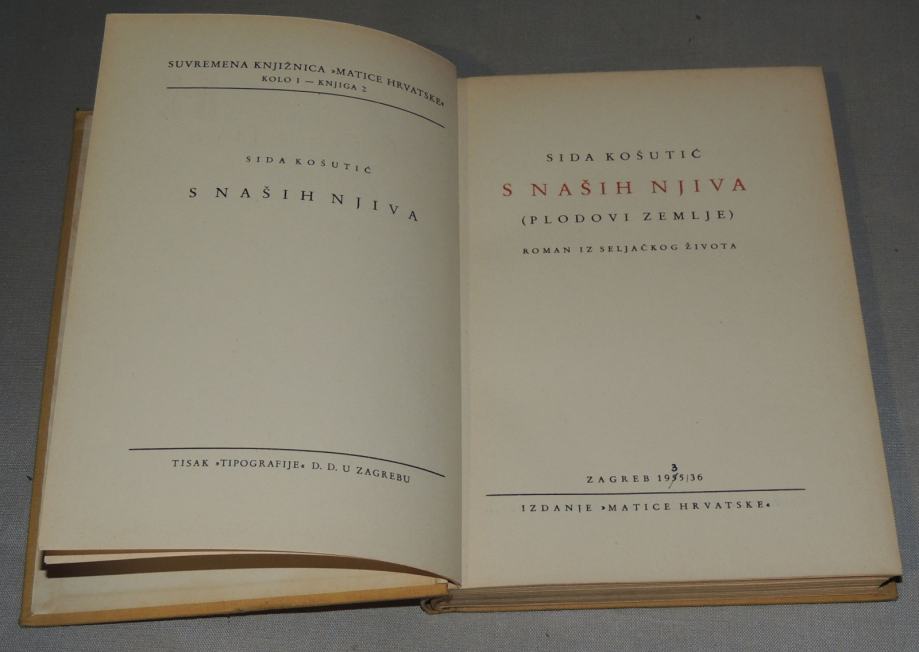 SUVREMENA KNJIŽNICA »MATICE HRVATSKE«
KOLO I — KNJIGA 2
SIDA KOŠUTIĆ
S NAŠIH NJIVA
TISAK »TIPOGRAFIJE« D. D. U ZAGREBU
SIDA KOŠUTIĆ
S NAŠIH NJIVA
(PLODOVI ZEMLJE)
ROMAN IZ SELJAČKOG ŽIVOTA
3
ZAGREB 1955|36
IZDANJE »MATICE HRVATSKE«